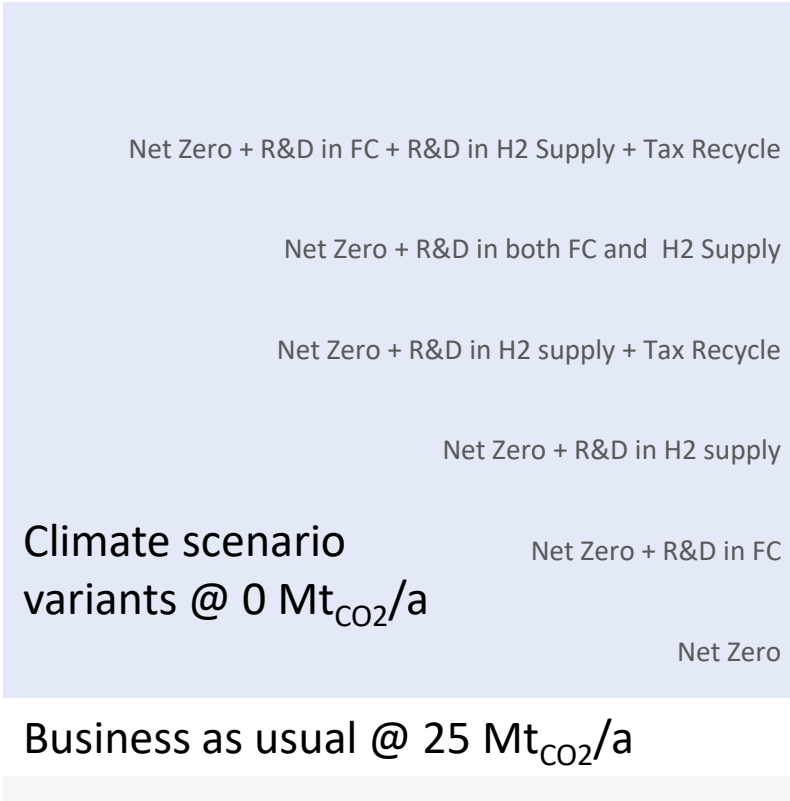 Net Zero + R&D in FC + R&D in H2 Supply + Tax Recycle
Net Zero + R&D in both FC and  H2 Supply
Net Zero + R&D in H2 supply + Tax Recycle
Net Zero + R&D in H2 supply
Climate scenario
variants @ 0 Mt_CO2/a
Net Zero + R&D in FC
Net Zero
Business as usual @ 25 Mt_CO2/a